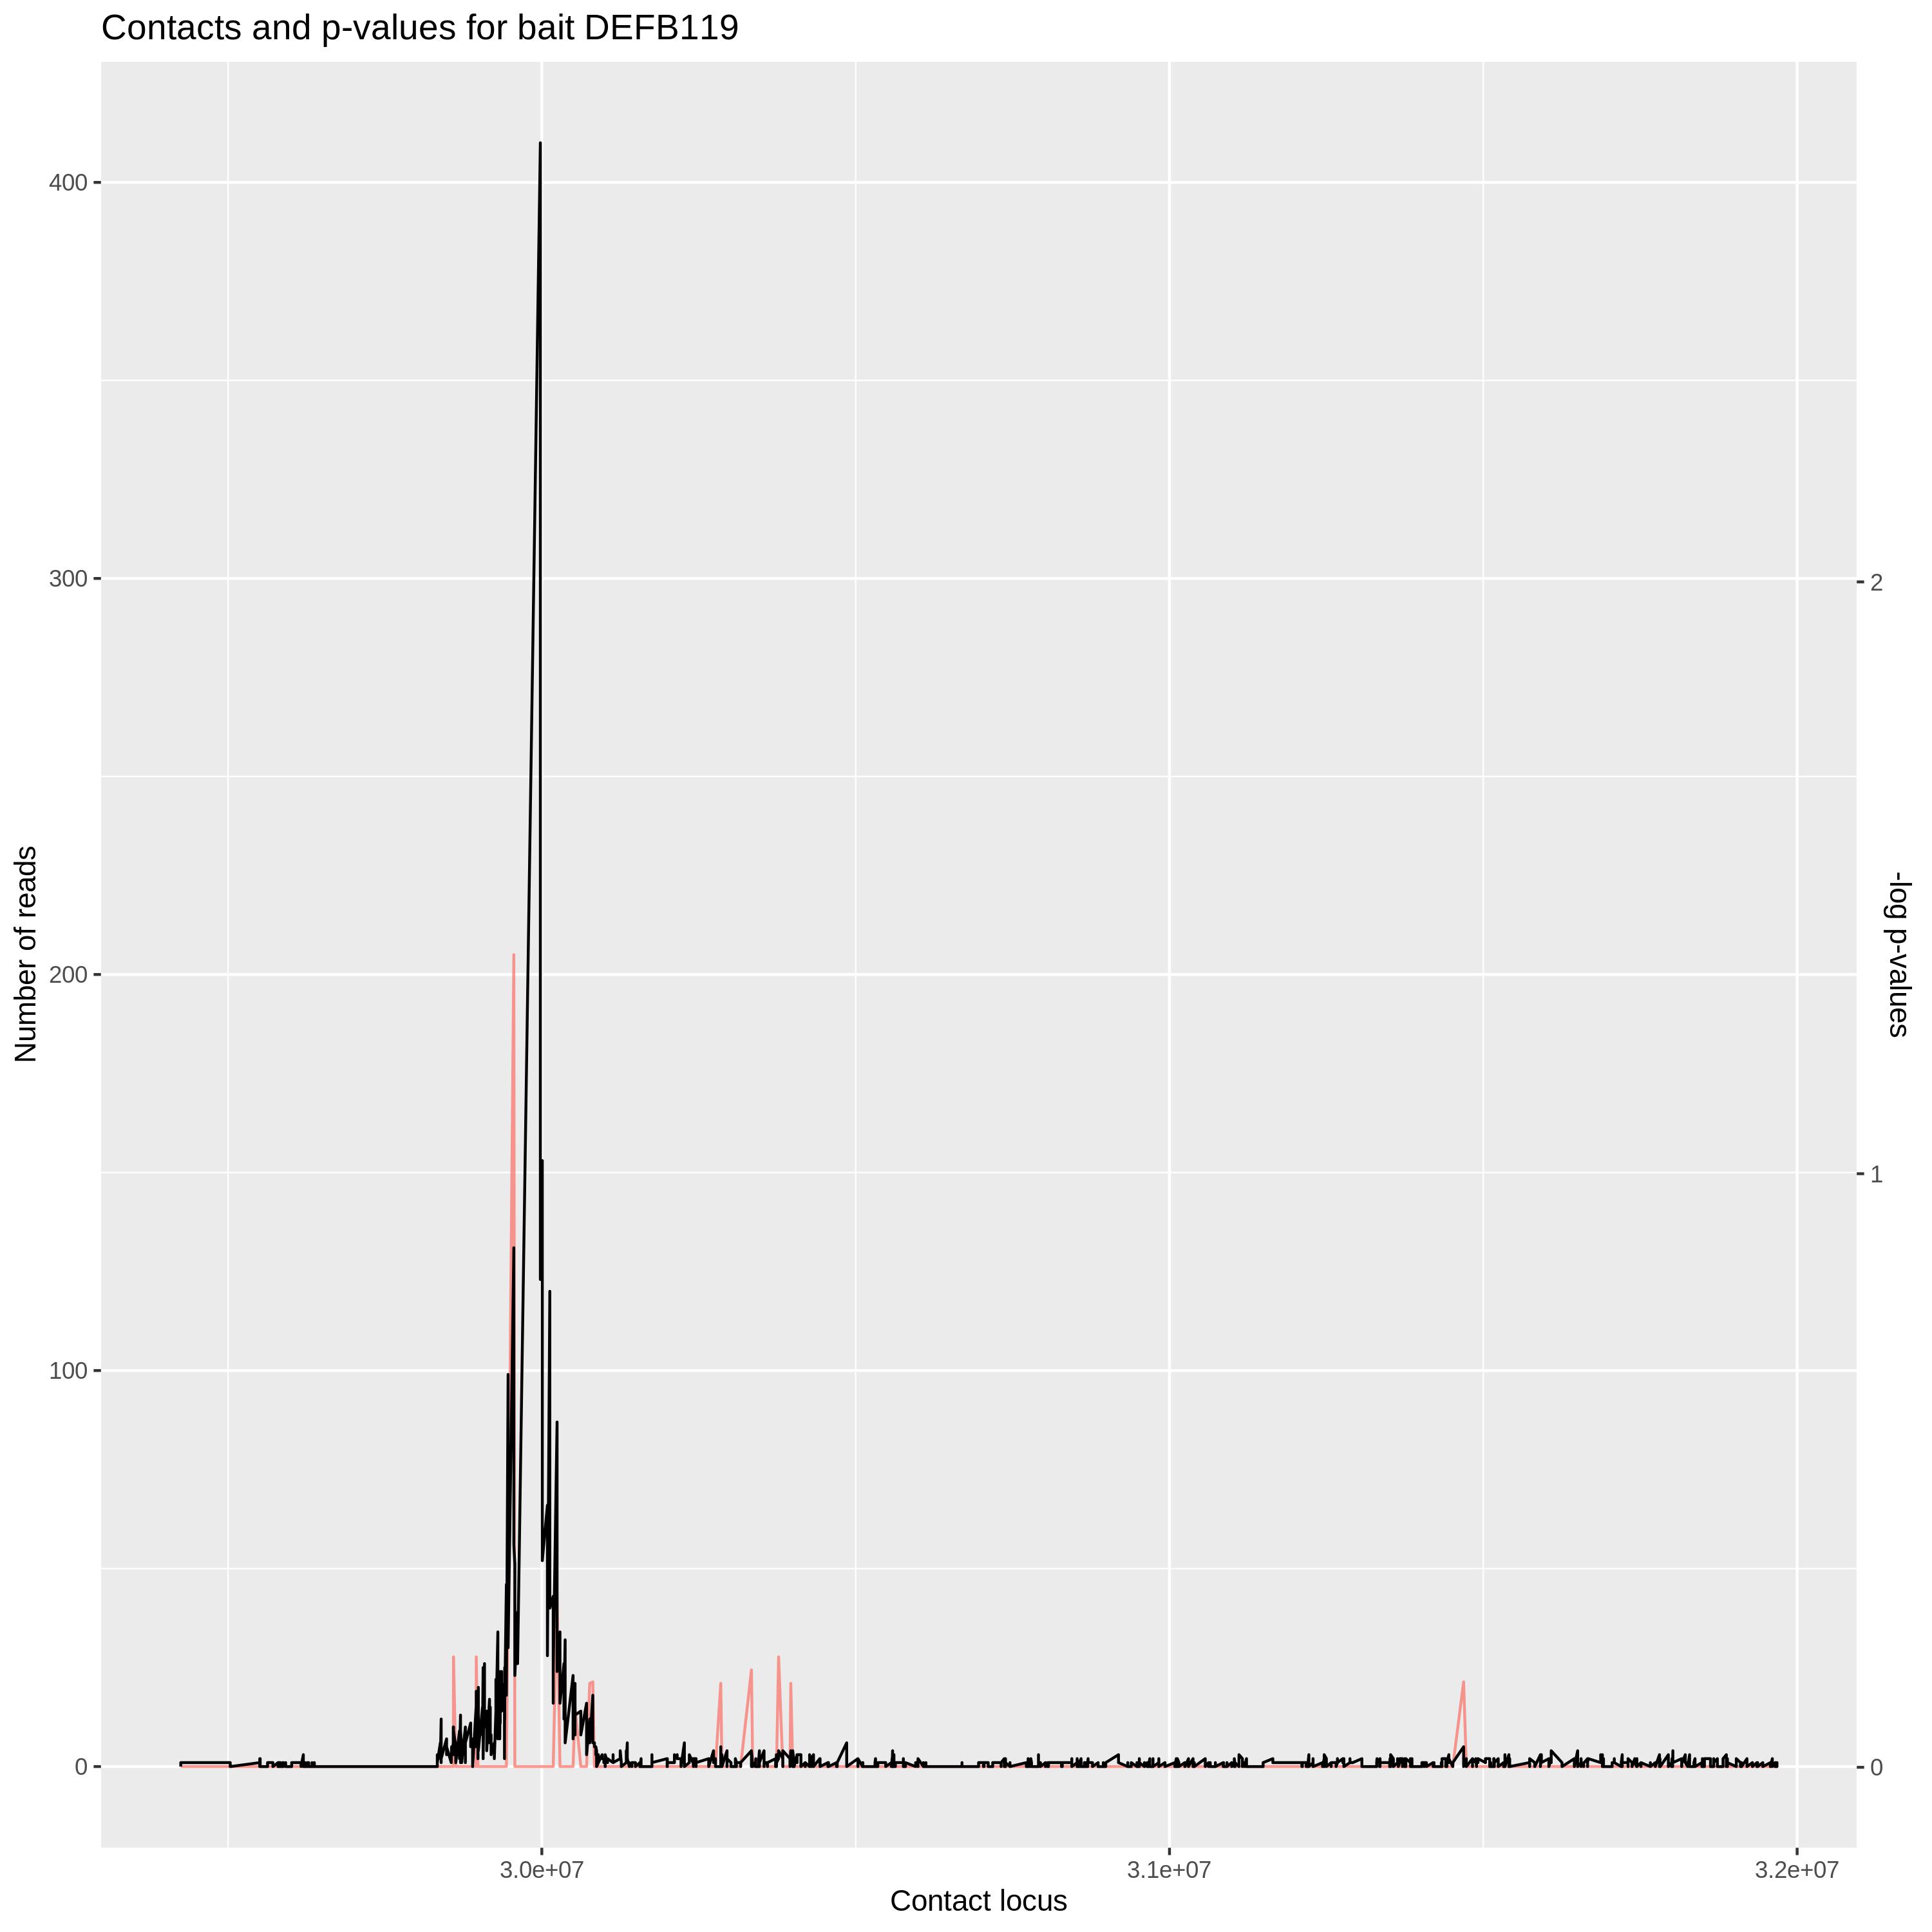 Contacts and p-values for bait DEFB119
400
300
200
100
0
Number of reads
2
1
0
-log p-values
3.0e+07
3.1e+07
3.2e+07
Contact locus